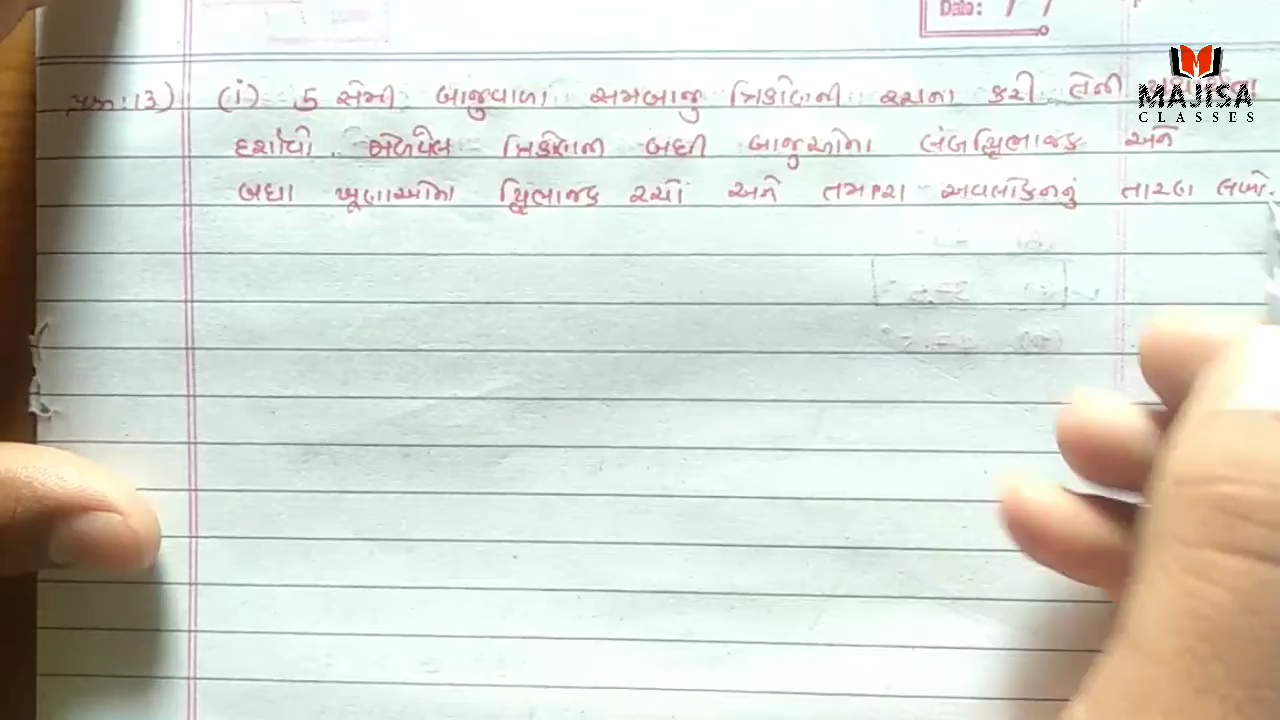 Date:
પ્રશ્ન:13) (i) 5 સેમી બાજુવાળા સમબાજુ ત્રિકોણની રચના કરી તેની
MAJISA
CLASSES
દર્શાવો મેળવેલ ત્રિકોણની બધી બાજુઓના લંબદ્વિભાજક અને
બધા ખૂણાઓના દ્વિભાજક રચો અને તમારા અવલોકનનું તારણ લખો.